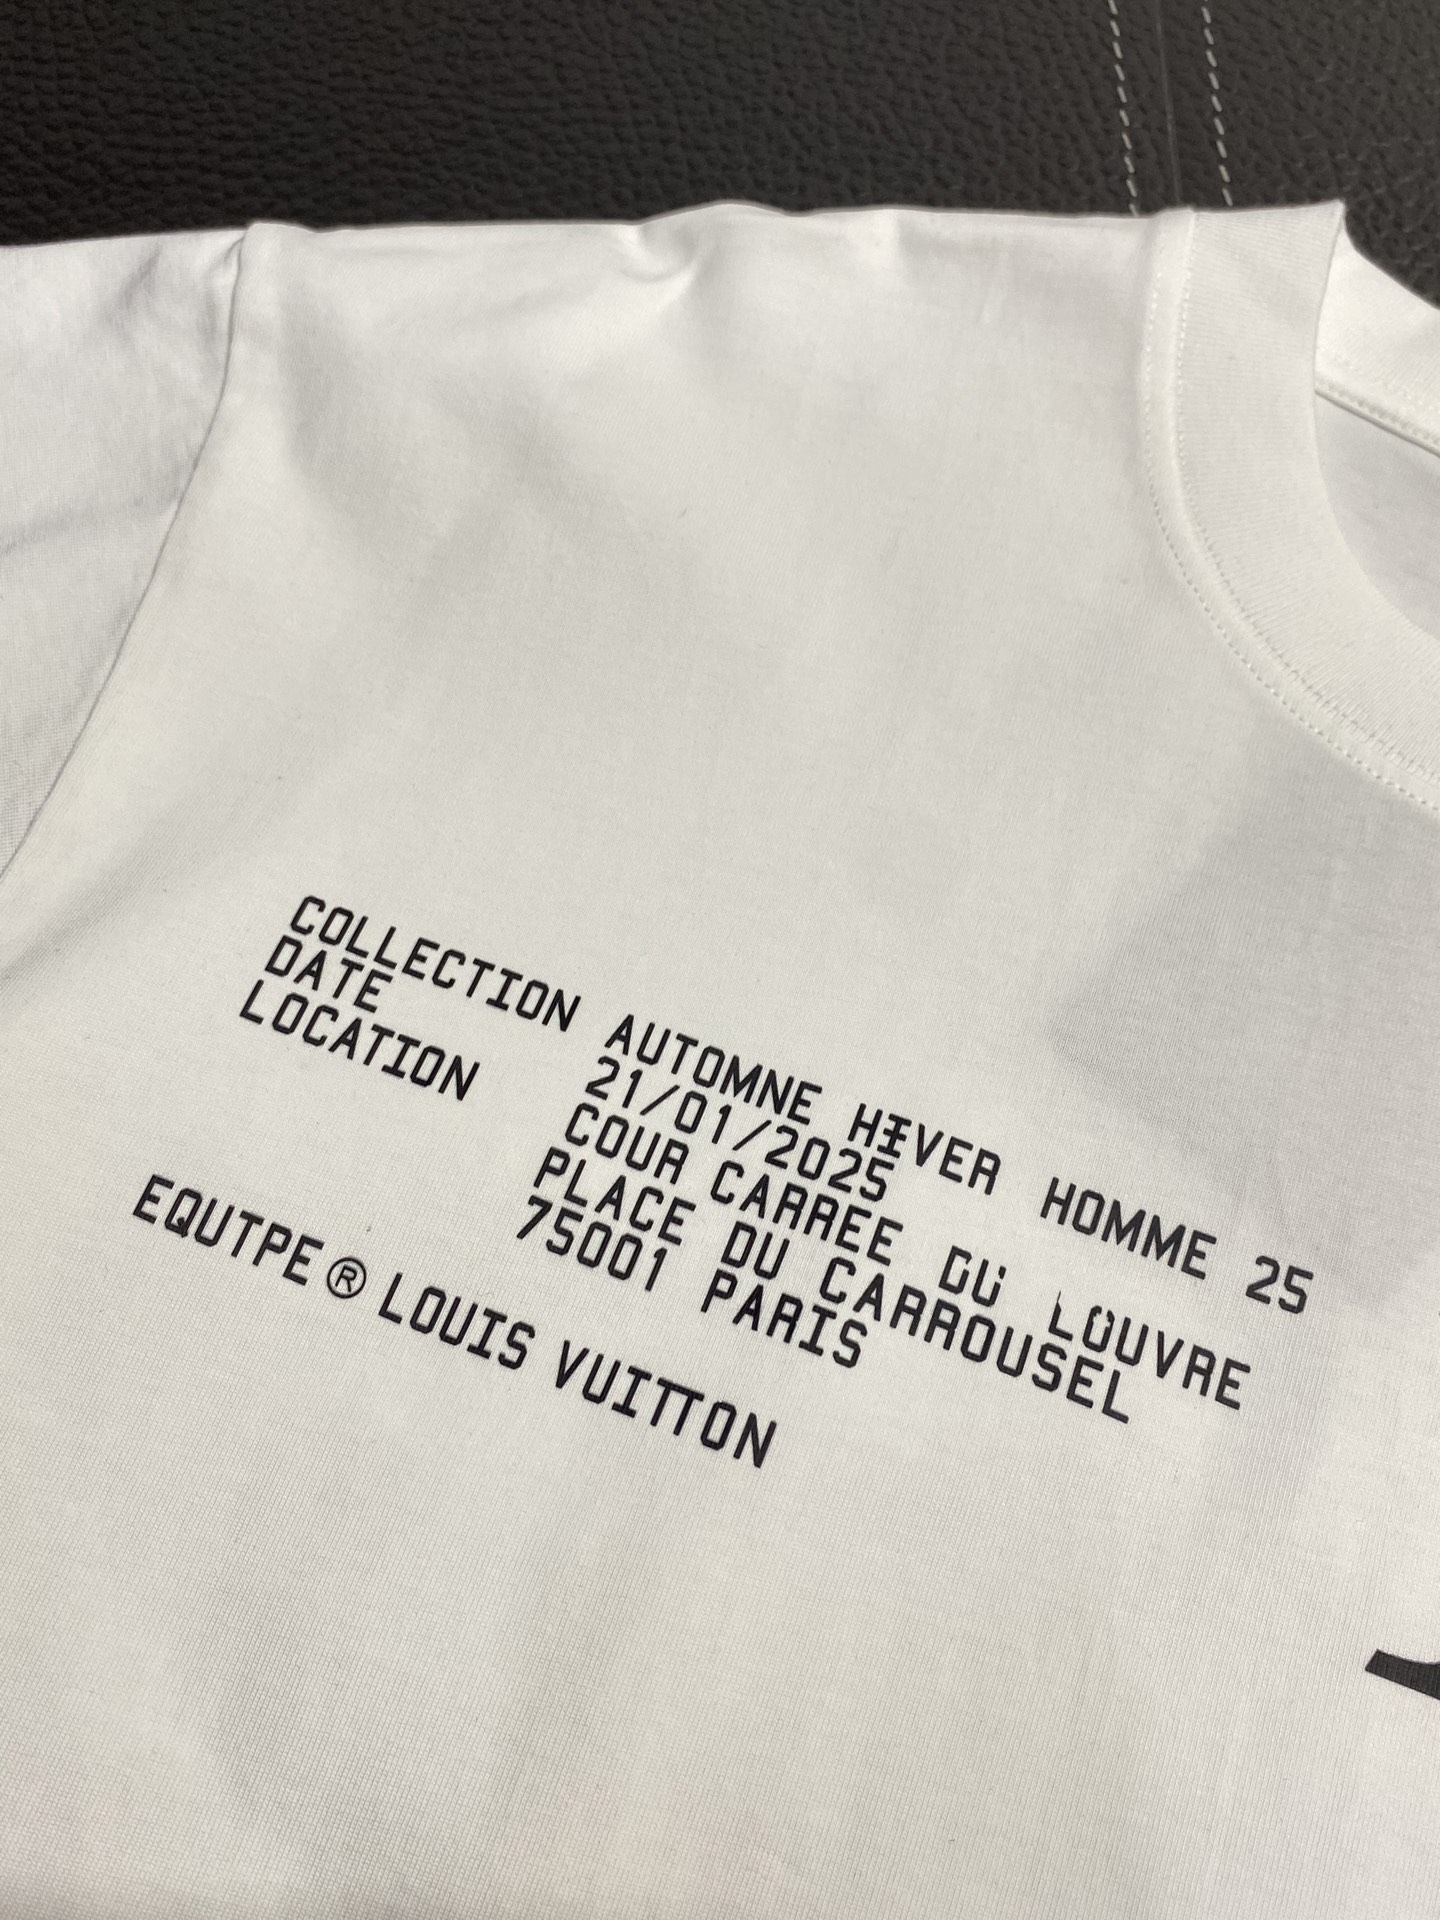 COLLECTION AUTOMNE HIVER HOMME 25
DATE 21/01/2025
LOCATION COUR CARREE DU LOUVRE
PLACE DU CARROUSEL
75001 PARIS
EQUTPE® LOUIS VUITTON